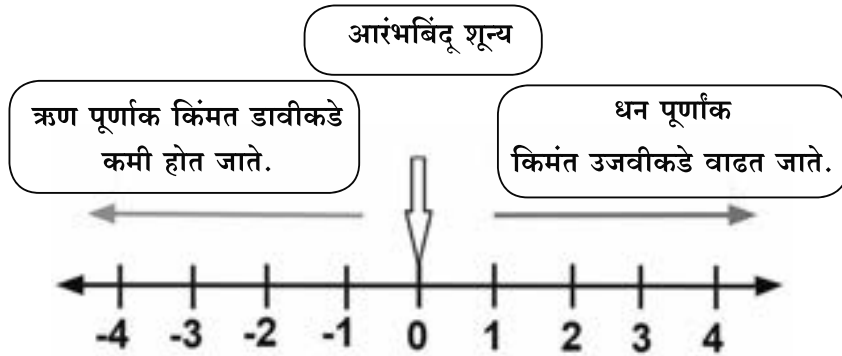 आरंभबिंदू शून्य
ऋण पूर्णाक किंमत डावीकडे
कमी होत जाते.
धन पूर्णांक
किमंत उजवीकडे वाढत जाते.
-4 -3 -2 -1 0 1 2 3 4